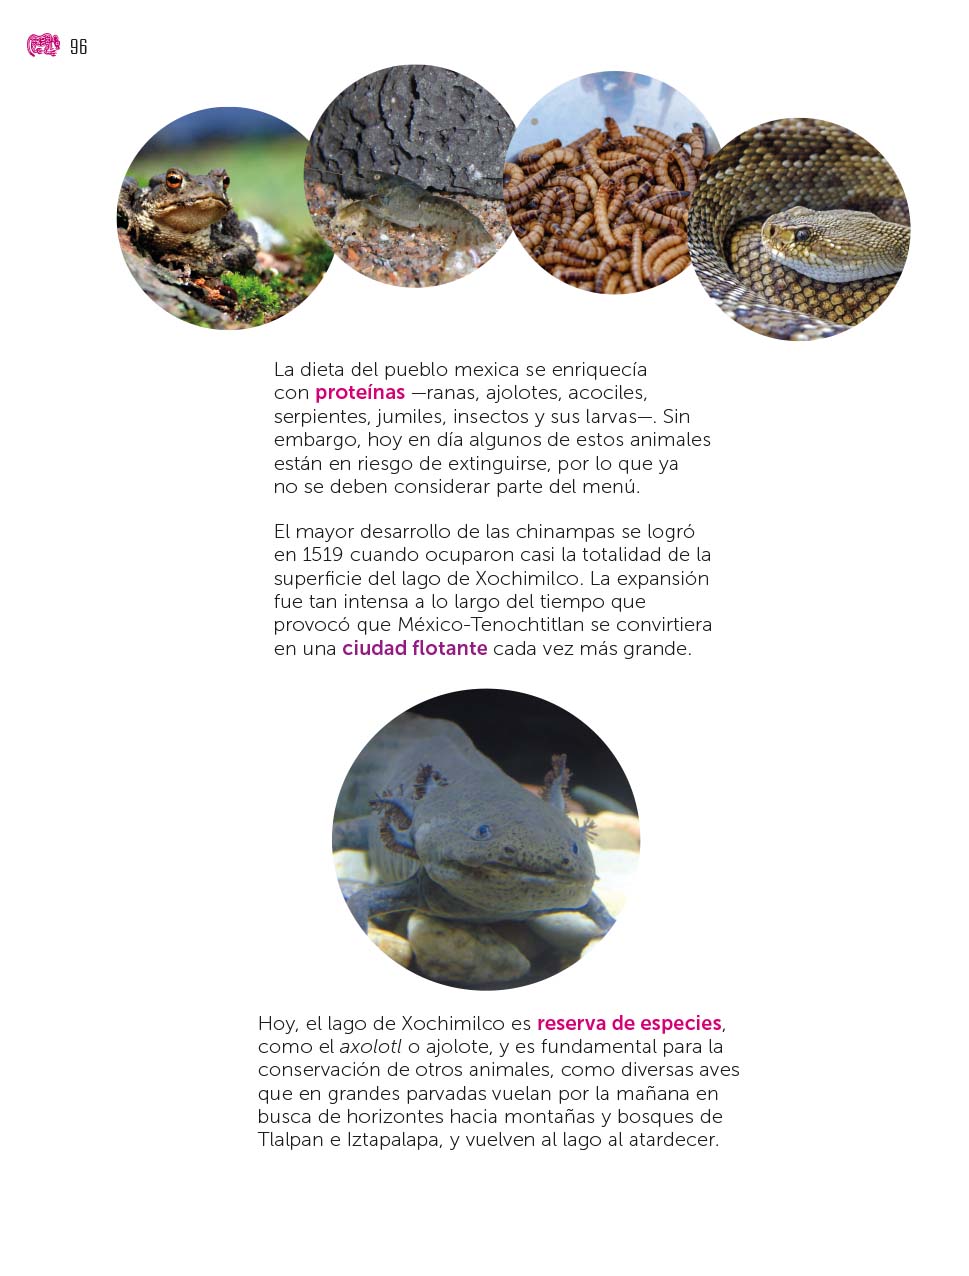 96
La dieta del pueblo mexica se enriquecía
con proteínas —ranas, ajolotes, acociles,
serpientes, jumiles, insectos y sus larvas—. Sin
embargo, hoy en día algunos de estos animales
están en riesgo de extinguirse, por lo que ya
no se deben considerar parte del menú.
El mayor desarrollo de las chinampas se logró
en 1519 cuando ocuparon casi la totalidad de la
superficie del lago de Xochimilco. La expansión
fue tan intensa a lo largo del tiempo que
provocó que México-Tenochtitlan se convirtiera
en una ciudad flotante cada vez más grande.
Hoy, el lago de Xochimilco es reserva de especies,
como el axolotl o ajolote, y es fundamental para la
conservación de otros animales, como diversas aves
que en grandes parvadas vuelan por la mañana en
busca de horizontes hacia montañas y bosques de
Tlalpan e Iztapalapa, y vuelven al lago al atardecer.